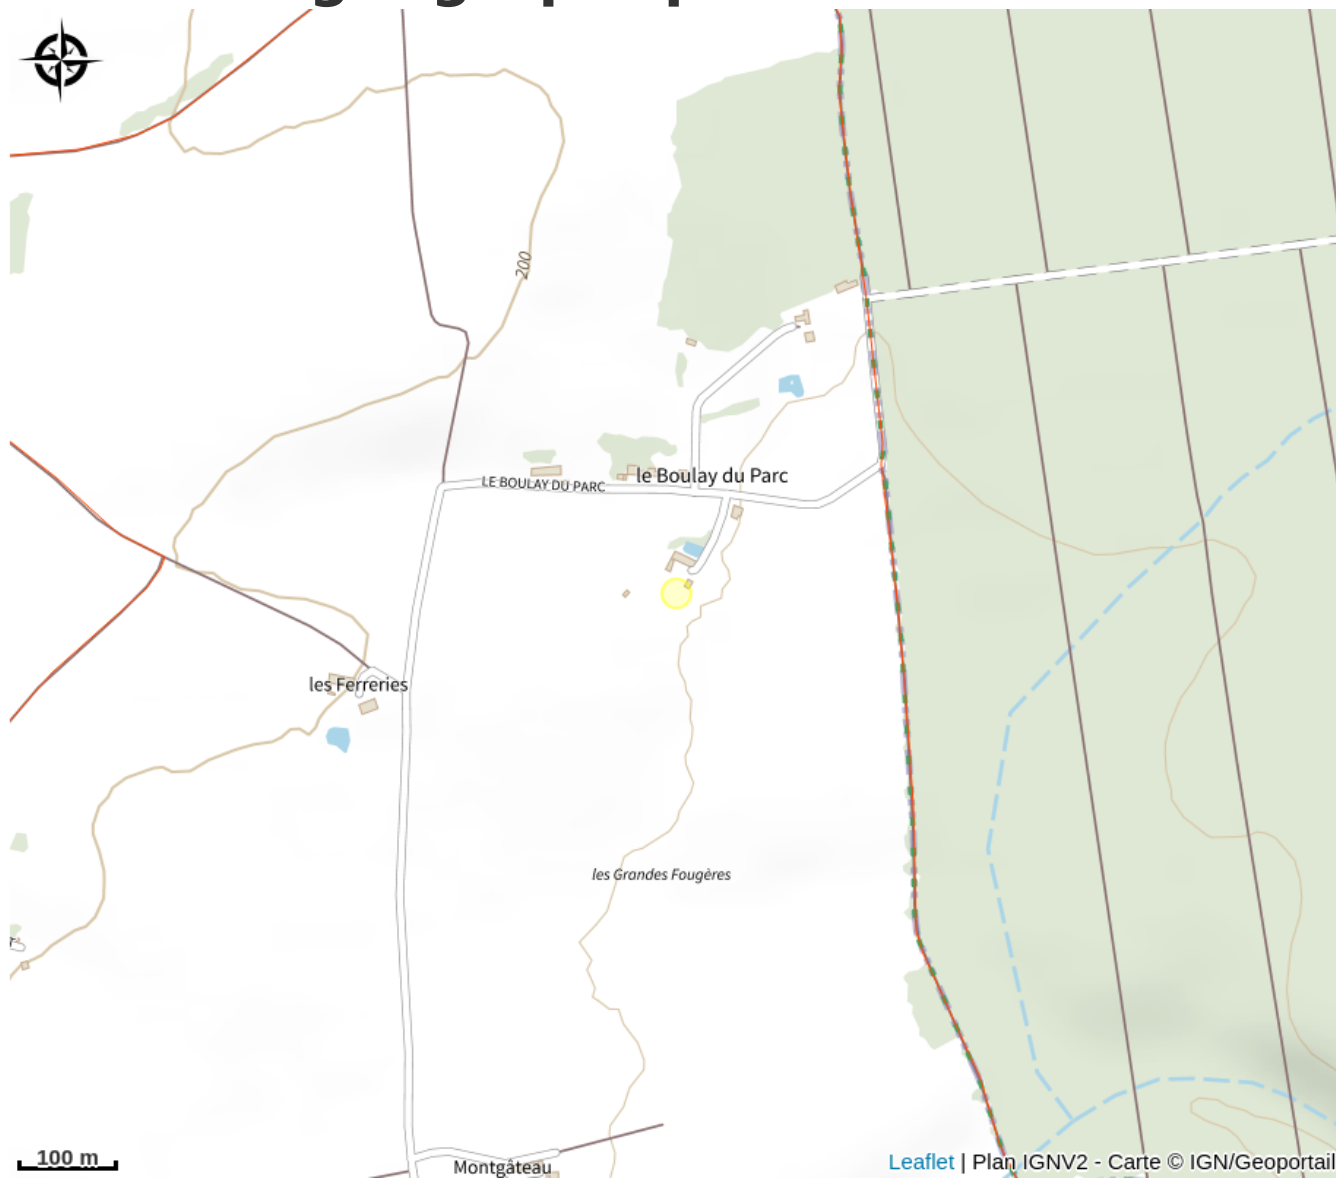 200
LE BOULAY DU PARC
le Boulay du Parc
les Ferreries
les Grandes Fougères
Montgâteau
100 m
Leaflet | Plan IGNV2 - Carte © IGN/Geoportail